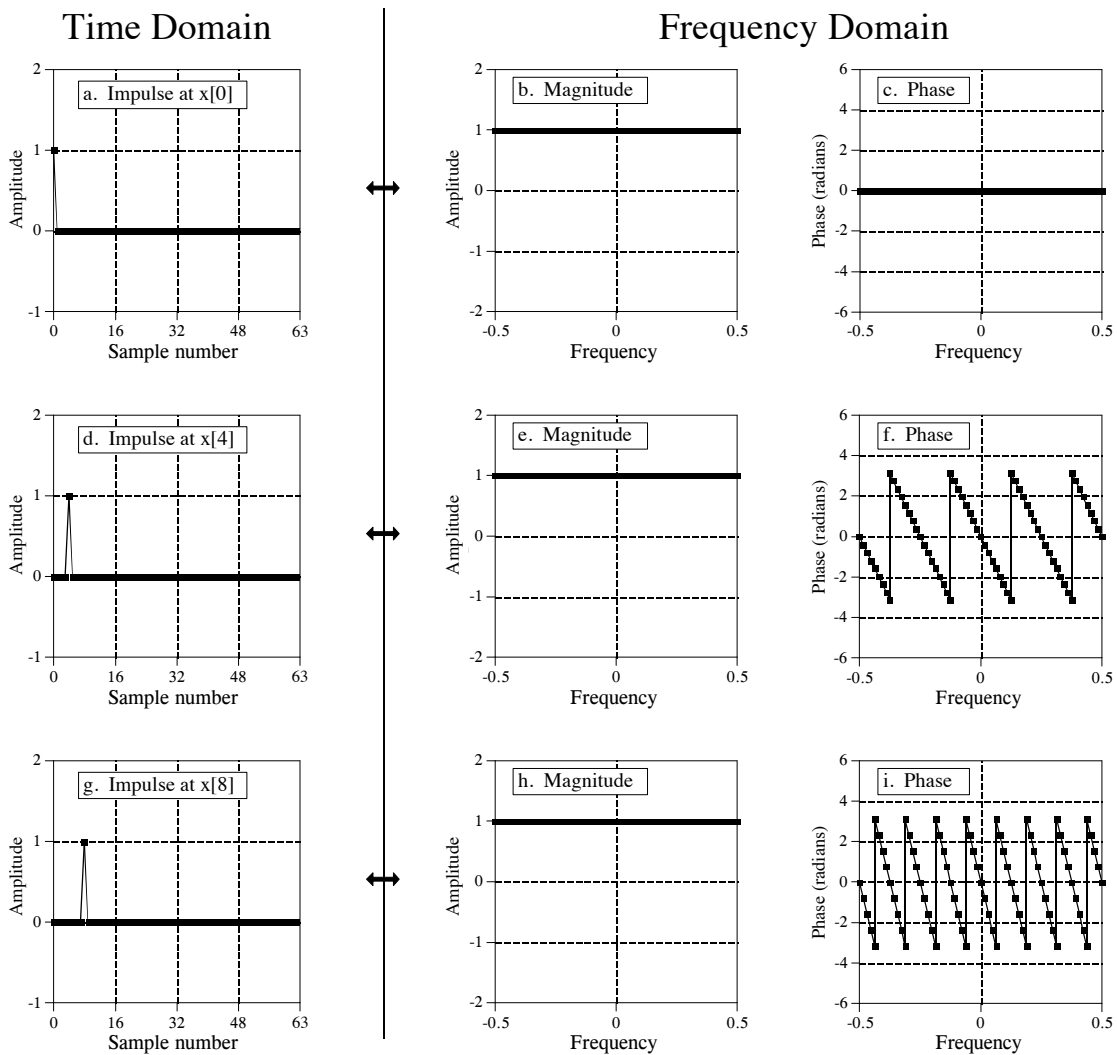 Time Domain
Frequency Domain
a. Impulse at x[0]
2
1
0
-1
Amplitude
0 16 32 48 63
Sample number
b. Magnitude
2
1
0
-1
-2
Amplitude
-0.5 0 0.5
Frequency
c. Phase
6
4
2
0
-2
-4
-6
Phase (radians)
-0.5 0 0.5
Frequency
d. Impulse at x[4]
2
1
0
-1
Amplitude
0 16 32 48 63
Sample number
e. Magnitude
2
1
0
-1
-2
Amplitude
-0.5 0 0.5
Frequency
f. Phase
6
4
2
0
-2
-4
-6
Phase (radians)
-0.5 0 0.5
Frequency
g. Impulse at x[8]
2
1
0
-1
Amplitude
0 16 32 48 63
Sample number
h. Magnitude
2
1
0
-1
-2
Amplitude
-0.5 0 0.5
Frequency
i. Phase
6
4
2
0
-2
-4
-6
Phase (radians)
-0.5 0 0.5
Frequency